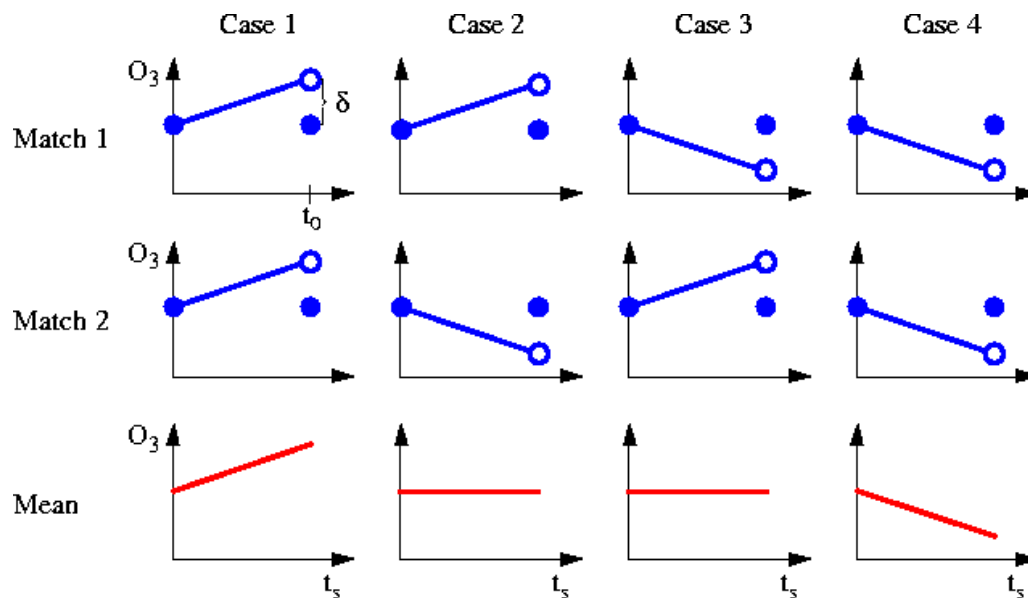 Case 1 Case 2 Case 3 Case 4
O₃
δ
Match 1
t₀
O₃
Match 2
O₃
Mean
tₛ tₛ tₛ tₛ